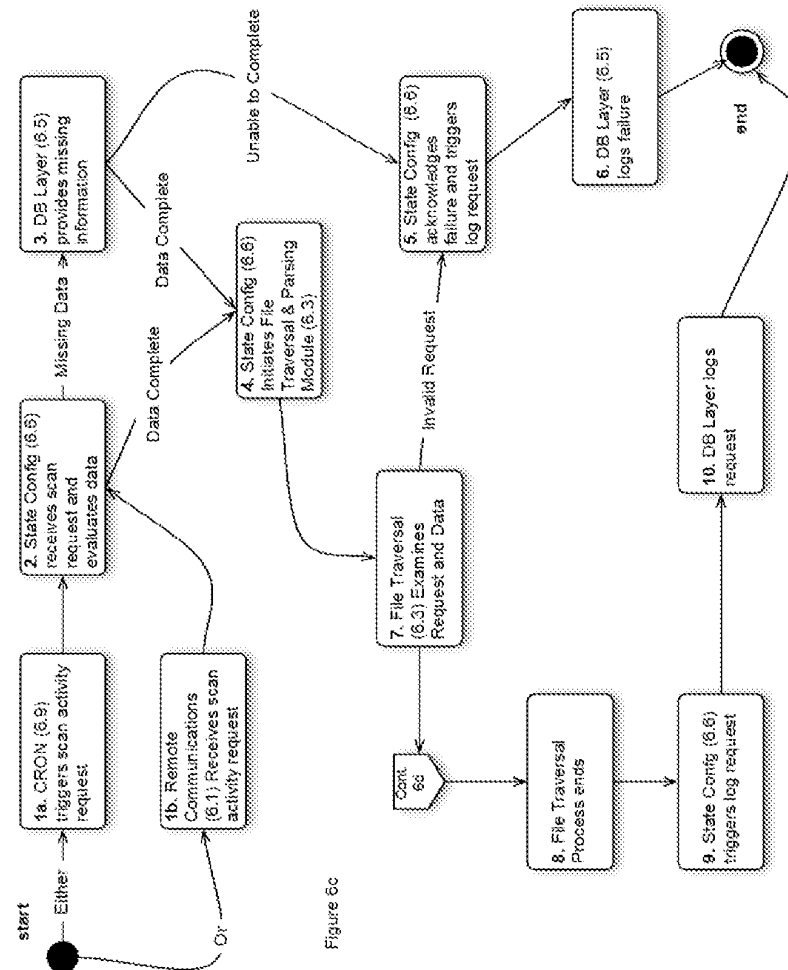 start
Either
Or
1a. CRON (6.9)
triggers scan activity
request
1b. Remote
Communications
(6.1) Receives scan
activity request
2. State Config (6.6)
receives scan
request and
evaluates data
Missing Data
3. DB Layer (6.5)
provides missing
information
Data Complete
Data Complete
Unable to Complete
4. State Config (6.6)
Initiates File
Traversal & Parsing
Module (6.3)
5. State Config (6.6)
acknowledges
failure and triggers
log request
6. DB Layer (6.5)
logs failure
7. File Traversal
(6.3) Examines
Request and Data
Invalid Request
Cont.
6d
8. File Traversal
Process ends
9. State Config (6.6)
triggers log request
10. DB Layer logs
request
end
Figure 6c